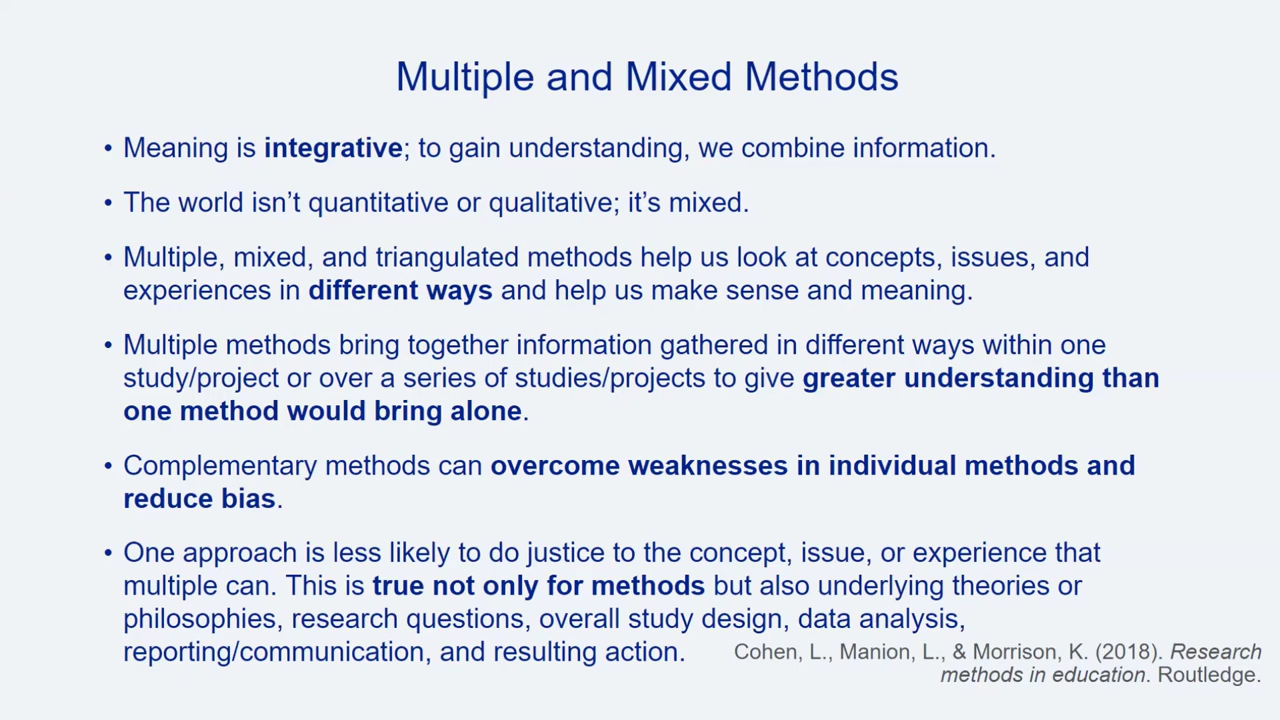 Multiple and Mixed Methods
• Meaning is integrative; to gain understanding, we combine information.
• The world isn’t quantitative or qualitative; it’s mixed.
• Multiple, mixed, and triangulated methods help us look at concepts, issues, and
experiences in different ways and help us make sense and meaning.
• Multiple methods bring together information gathered in different ways within one
study/project or over a series of studies/projects to give greater understanding than
one method would bring alone.
• Complementary methods can overcome weaknesses in individual methods and
reduce bias.
• One approach is less likely to do justice to the concept, issue, or experience that
multiple can. This is true not only for methods but also underlying theories or
philosophies, research questions, overall study design, data analysis,
reporting/communication, and resulting action.
Cohen, L., Manion, L., & Morrison, K. (2018). Research
methods in education. Routledge.